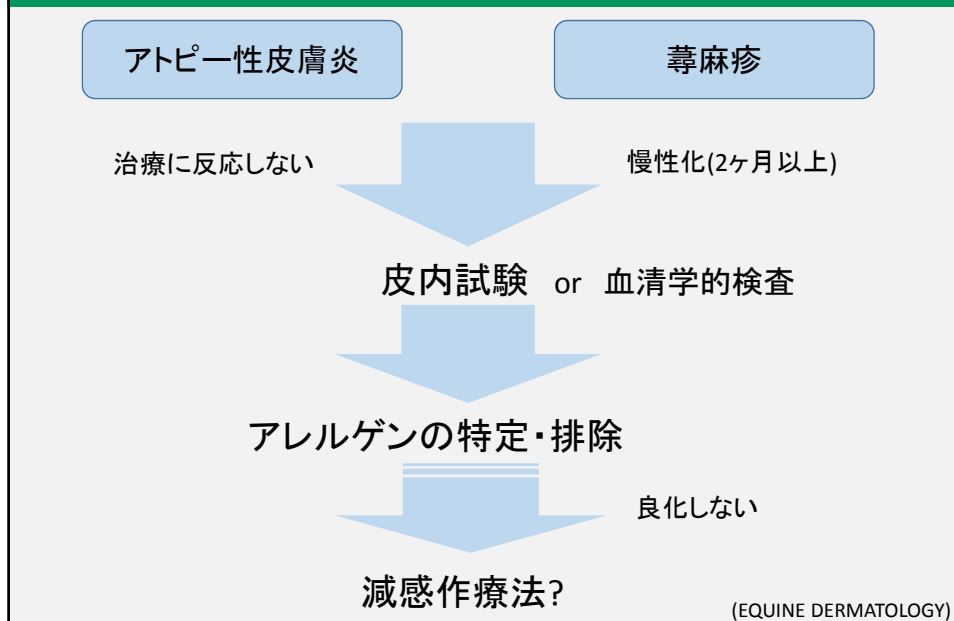 アトピー性皮膚炎
蕁麻疹
治療に反応しない
慢性化(2ヶ月以上)
皮内試験 or 血清学的検査
アレルゲンの特定・排除
良化しない
減感作療法?
(EQUINE DERMATOLOGY)